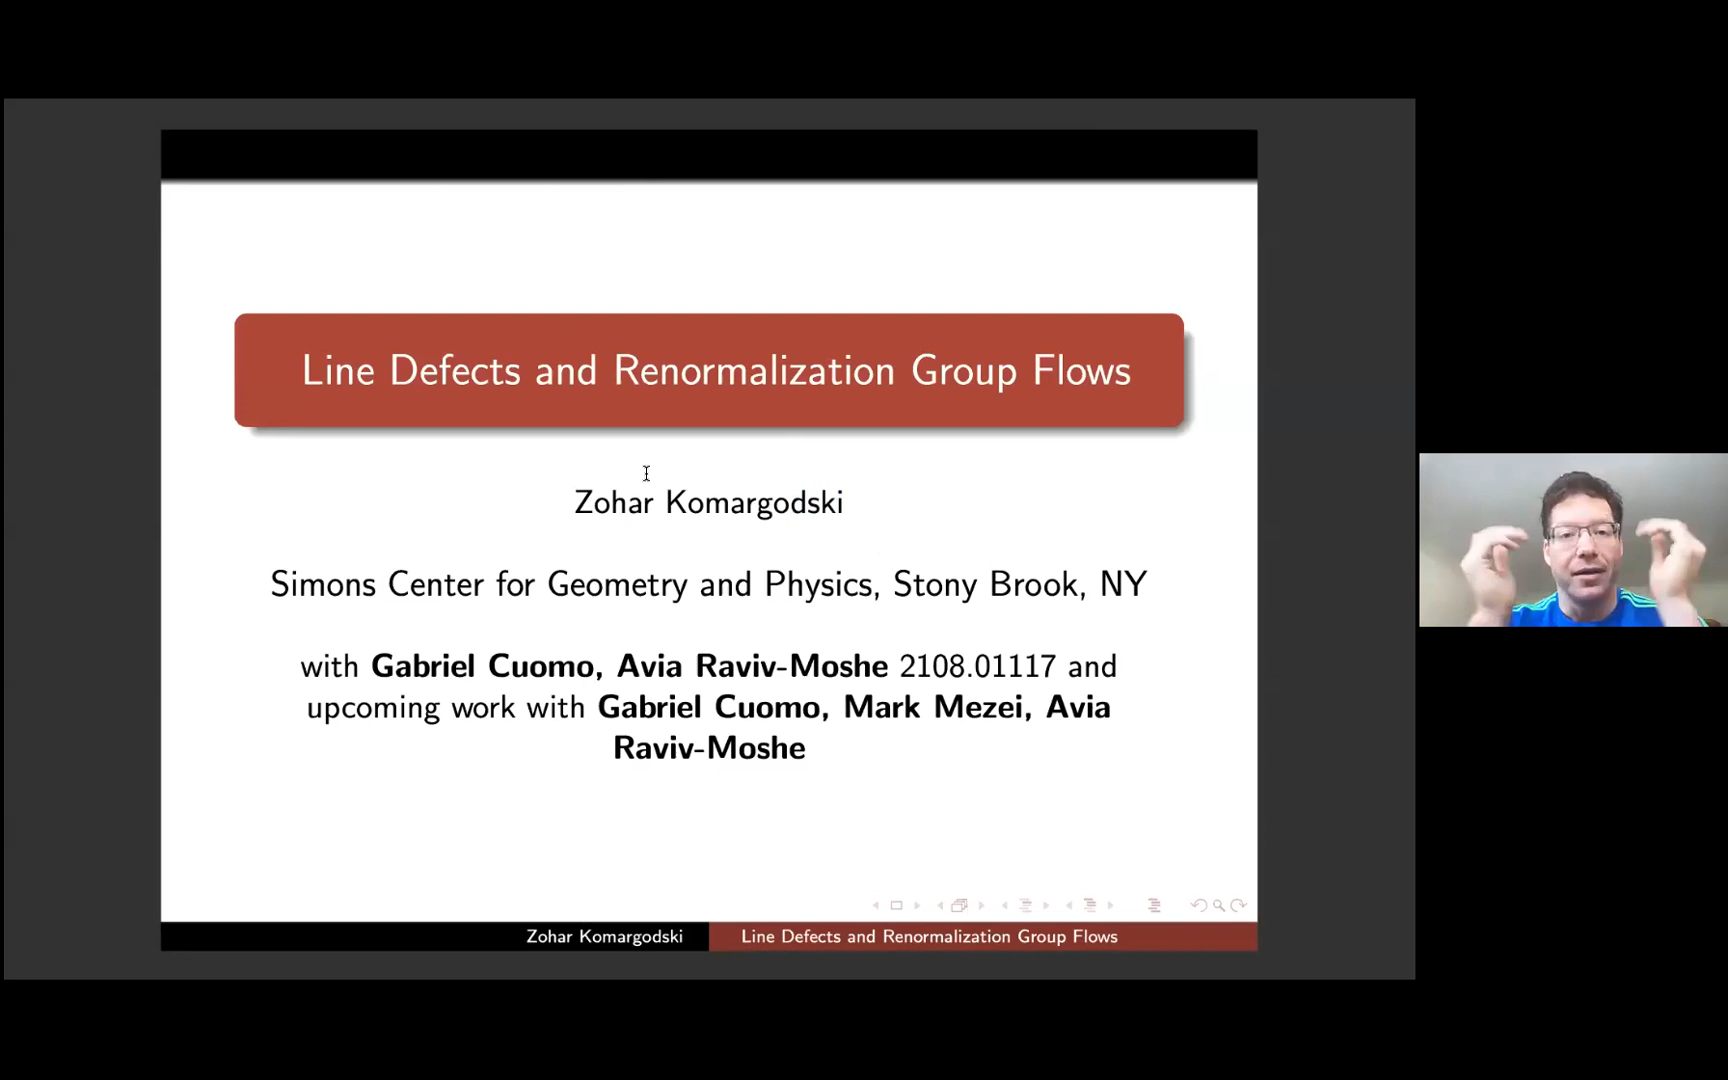 Line Defects and Renormalization Group Flows
Zohar Komargodski
Simons Center for Geometry and Physics, Stony Brook, NY
with Gabriel Cuomo, Avia Raviv-Moshe 2108.01117 and
upcoming work with Gabriel Cuomo, Mark Mezei, Avia
Raviv-Moshe
Zohar Komargodski
Line Defects and Renormalization Group Flows